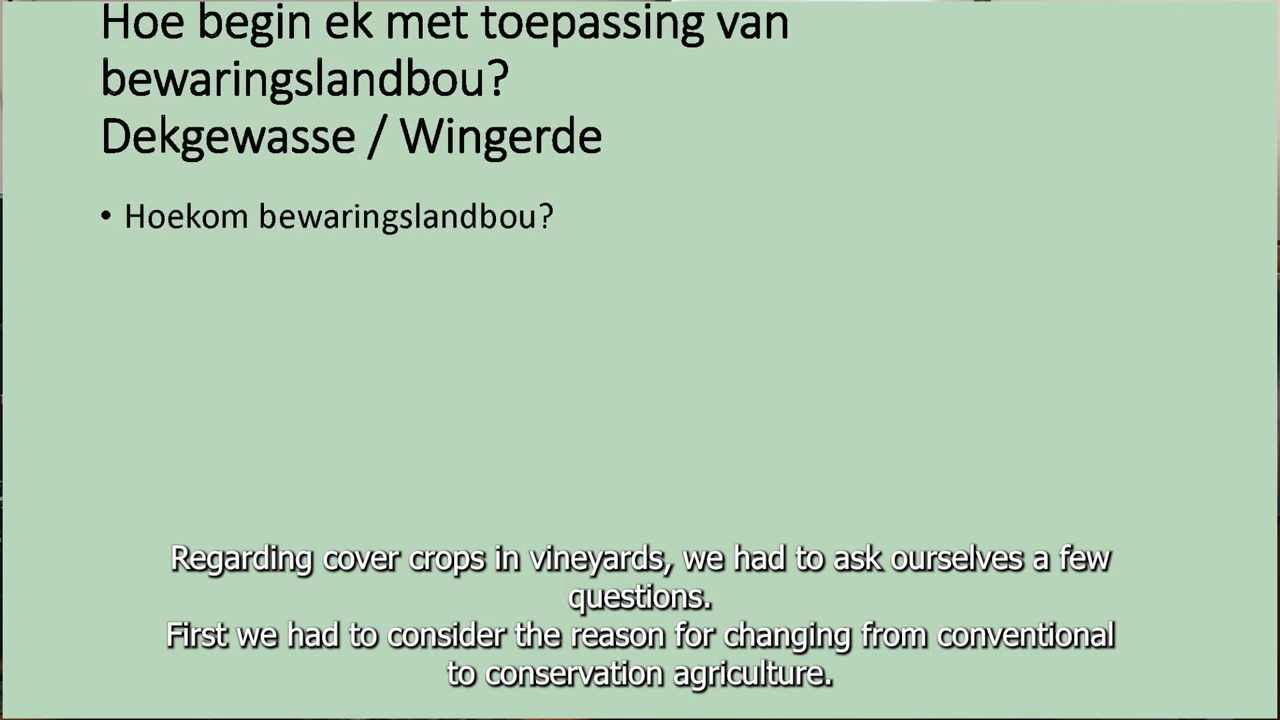 Hoe begin ek met toepassing van
bewaringslandbou?
Dekgewasse / Wingerde
• Hoekom bewaringslandbou?
Regarding cover crops in vineyards, we had to ask ourselves a few
questions.
First we had to consider the reason for changing from conventional
to conservation agriculture.